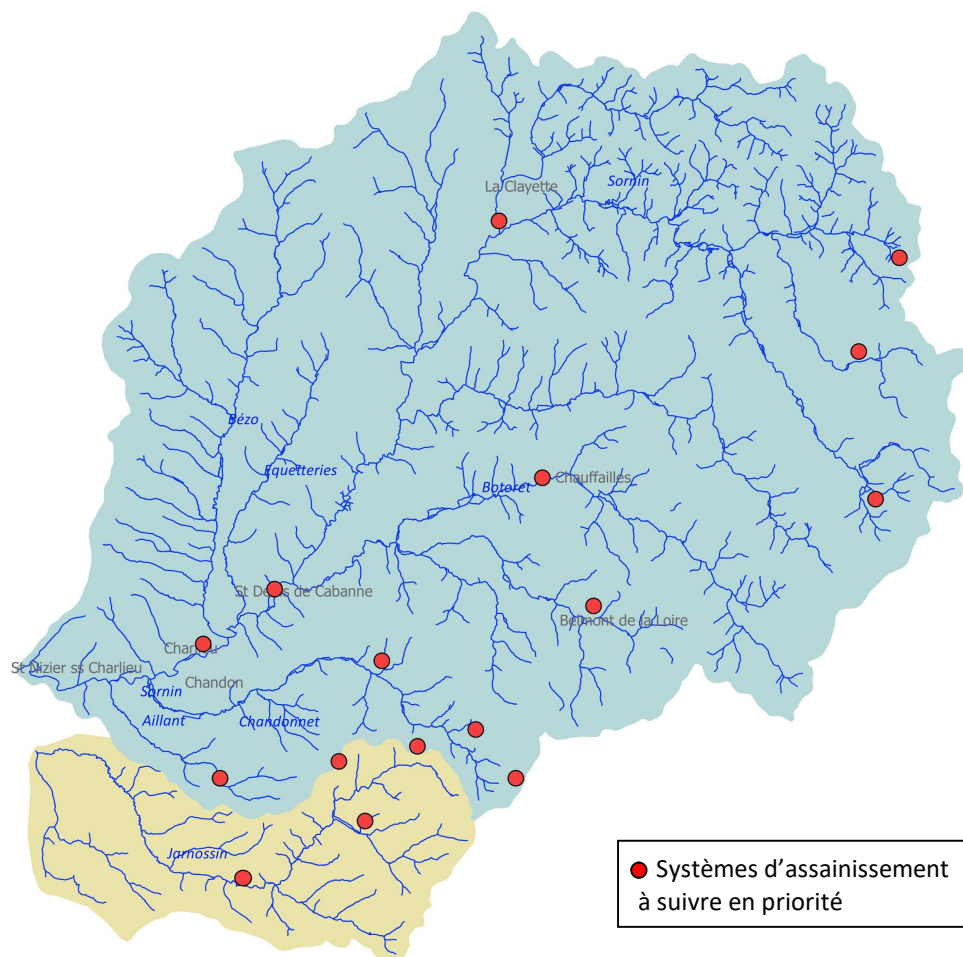 Sornin
La Clayette
Bézo
Equetteries
Botoret
Chauffailles
St Denis de Cabanne
Belmont de la Loire
Charlieu
St Nizier ss Charlieu
Chandon
Sornin
Aillant
Chandonnet
Jarnossin
Systèmes d'assainissement
à suivre en priorité